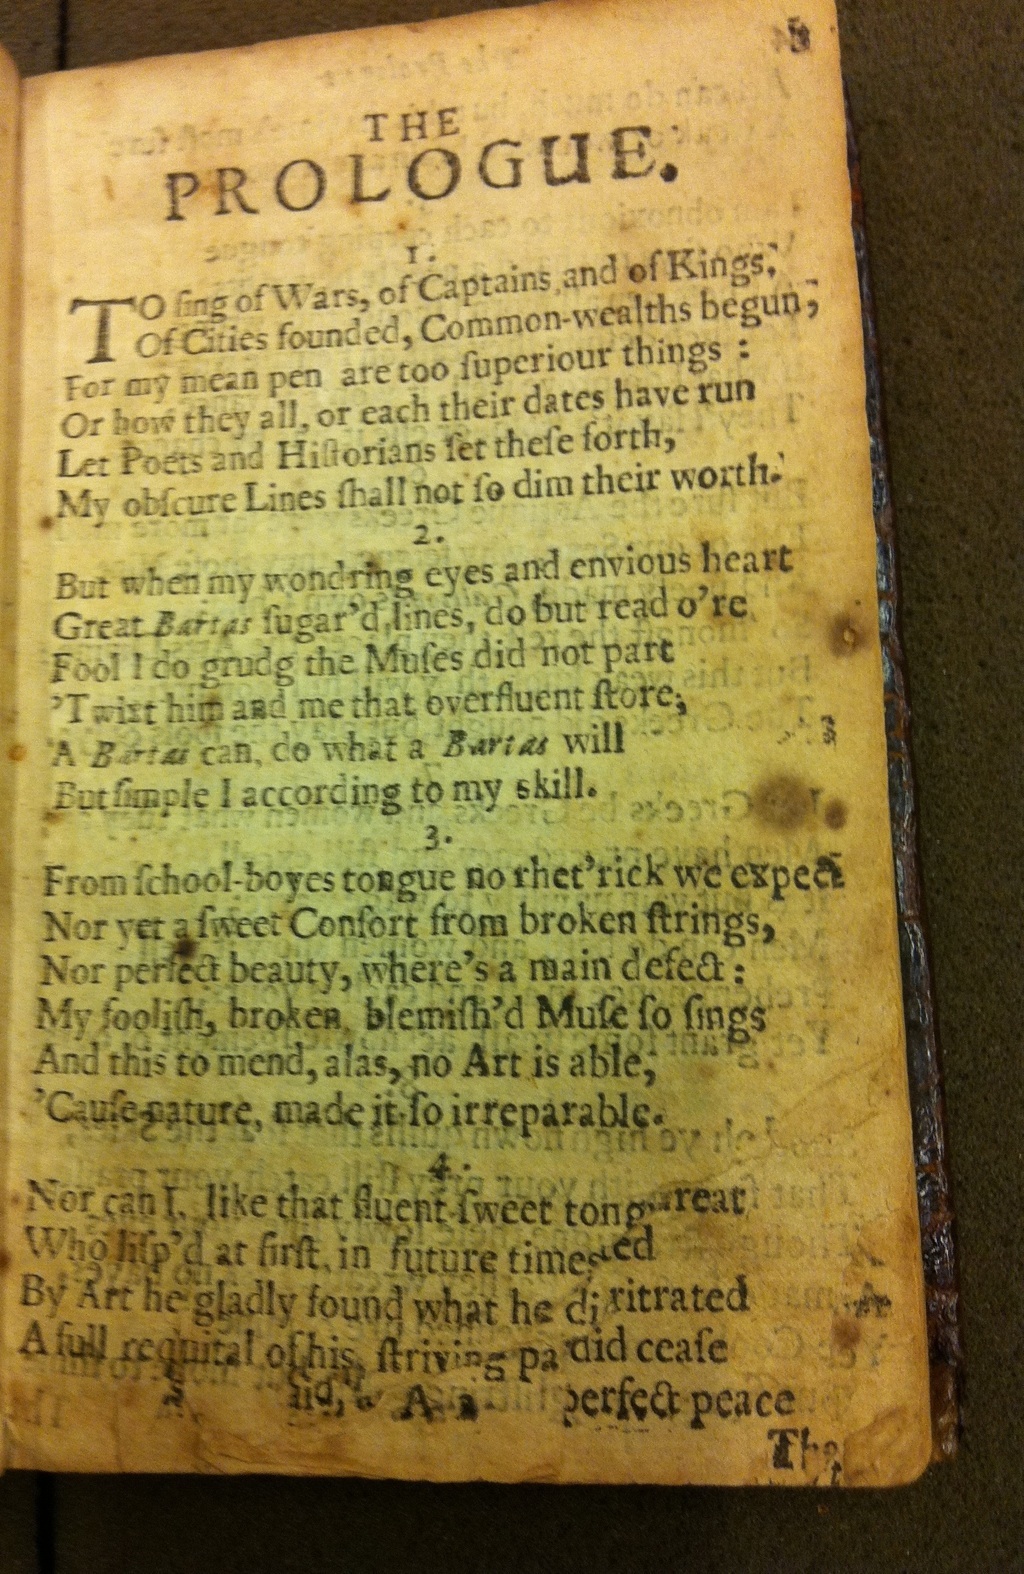 THE
PROLOGUE.
1.
TO ſing of Wars, of Captains, and of Kings,
Of Cities founded, Common-wealths begun,
For my mean pen are too ſuperiour things :
Or how they all, or each their dates have run
Let Poets and Hiſtorians ſet theſe forth,
My obſcure Lines ſhall not ſo dim their worth.
2.
But when my wondring eyes and envious heart
Great Bartas ſugar'd lines, do but read o're
Fool I do grudg the Muſes did not part
'Twixt him and me that overfluent ſtore;
A Bartas can, do what a Bartas will
But ſimple I according to my skill.
3.
From ſchool-boyes tongue no rhet'rick we expect
Nor yet a ſweet Conſort from broken ſtrings,
Nor perfect beauty, where's a main defect:
My fooliſh, broken, blemiſh'd Muſe ſo ſings
And this to mend, alas, no Art is able,
'Cauſe nature, made it ſo irreparable.
4.
Nor can I, like that fluent ſweet tong
Who liſp'd at firſt, in future times
By Art he gladly found what he
A full requital of his, ſtriving did ceaſe
A perfect peace
The